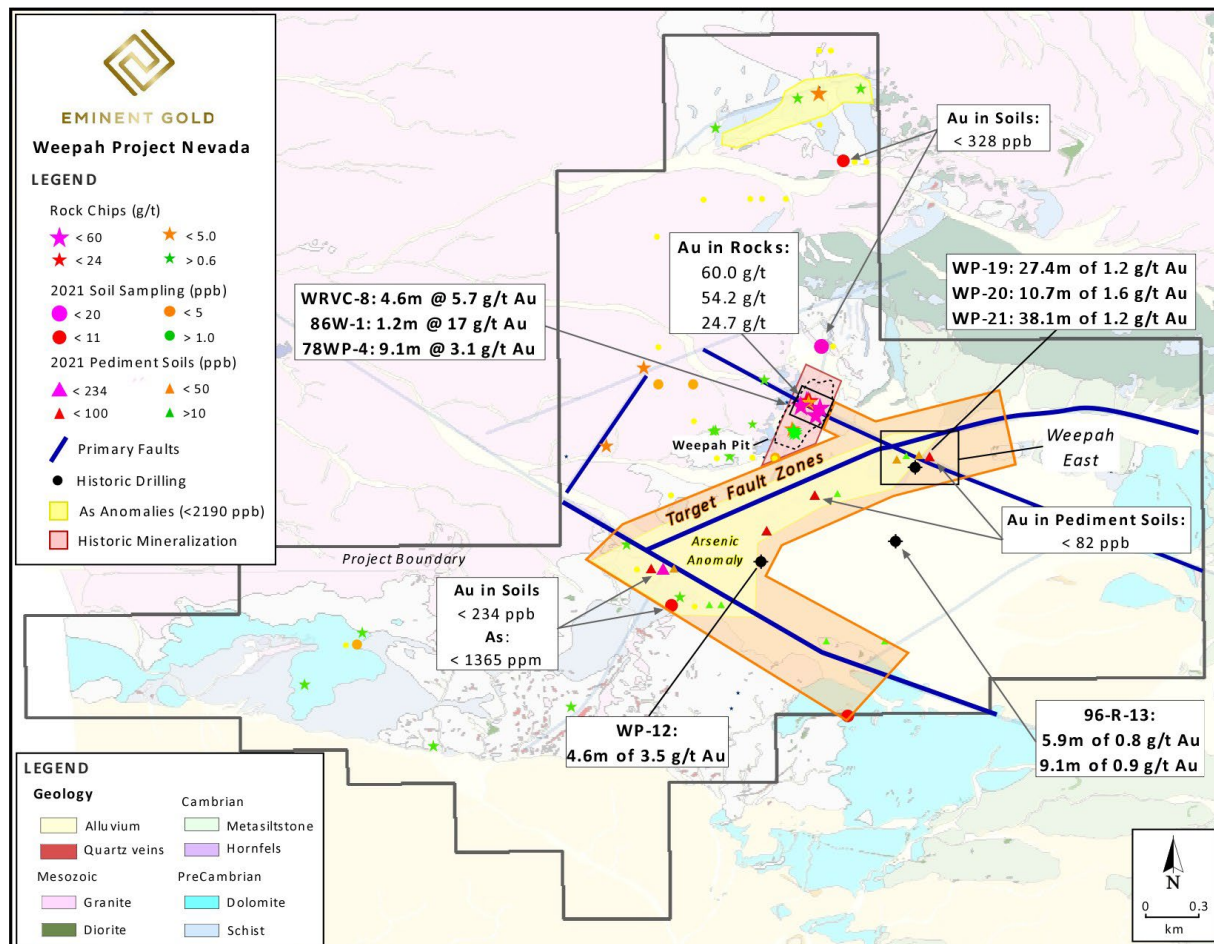 EMINENT GOLD
Weepah Project Nevada
LEGEND
Rock Chips (g/t)
< 60
< 5.0
< 24
> 0.6
2021 Soil Sampling (ppb)
< 20
< 5
< 11
> 1.0
2021 Pediment Soils (ppb)
< 234
< 50
< 100
>10
Primary Faults
Historic Drilling
As Anomalies (<2190 ppb)
Historic Mineralization
Au in Soils:
< 328 ppb
Au in Rocks:
60.0 g/t
54.2 g/t
24.7 g/t
WP-19: 27.4m of 1.2 g/t Au
WP-20: 10.7m of 1.6 g/t Au
WP-21: 38.1m of 1.2 g/t Au
WRVC-8: 4.6m @ 5.7 g/t Au
86W-1: 1.2m @ 17 g/t Au
78WP-4: 9.1m @ 3.1 g/t Au
Weepah Pit
Weepah
East
Target Fault Zones
Arsenic
Anomaly
Au in Pediment Soils:
< 82 ppb
Project Boundary
Au in Soils
< 234 ppb
As:
< 1365 ppm
WP-12:
4.6m of 3.5 g/t Au
96-R-13:
5.9m of 0.8 g/t Au
9.1m of 0.9 g/t Au
LEGEND
Geology
Alluvium
Quartz veins
Mesozoic
Granite
Diorite
Cambrian
Metasiltstone
Hornfels
PreCambrian
Dolomite
Schist
N
0 0.3
km